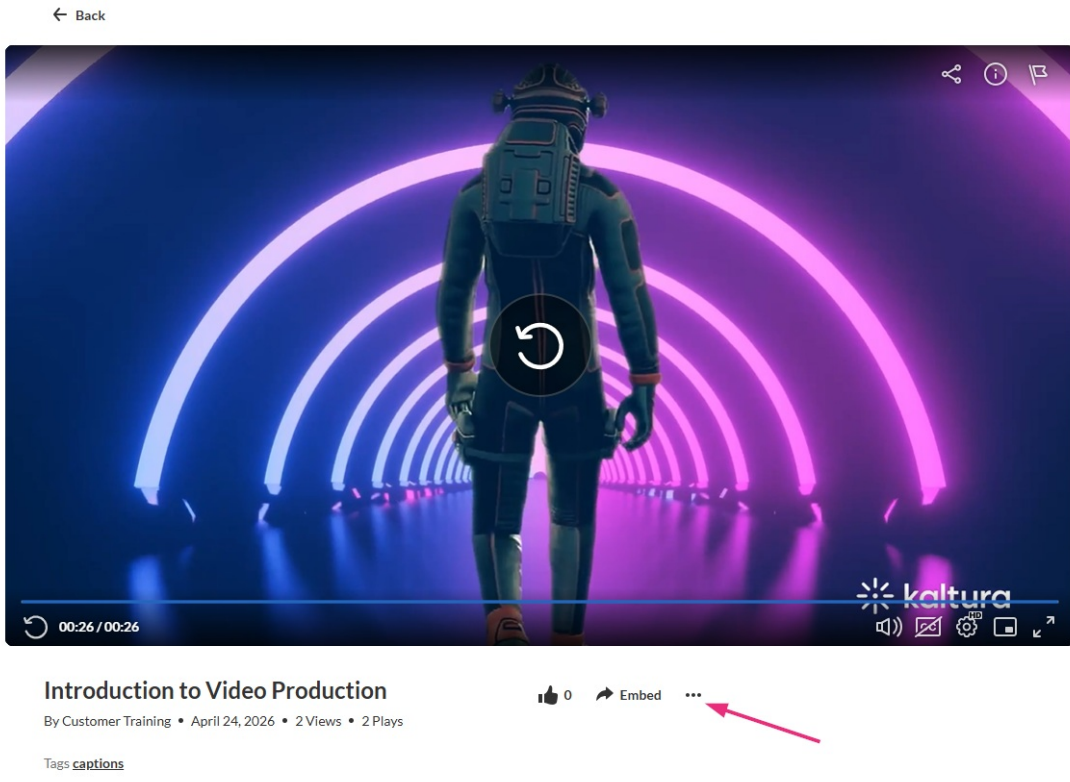 Back
kaltura
00:26 / 00:26
HD
Introduction to Video Production
0 Embed
By Customer Training • April 24, 2026 • 2 Views • 2 Plays
Tags captions